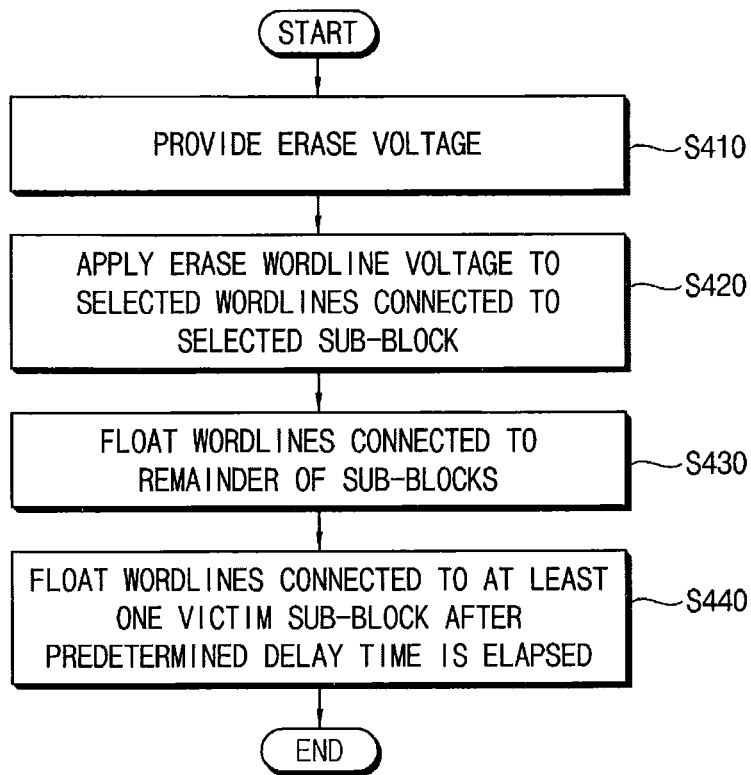 START
PROVIDE ERASE VOLTAGE
S410
APPLY ERASE WORDLINE VOLTAGE TO
SELECTED WORDLINES CONNECTED TO
SELECTED SUB-BLOCK
S420
FLOAT WORDLINES CONNECTED TO
REMAINDER OF SUB-BLOCKS
S430
FLOAT WORDLINES CONNECTED TO AT LEAST
ONE VICTIM SUB-BLOCK AFTER
PREDETERMINED DELAY TIME IS ELAPSED
S440
END